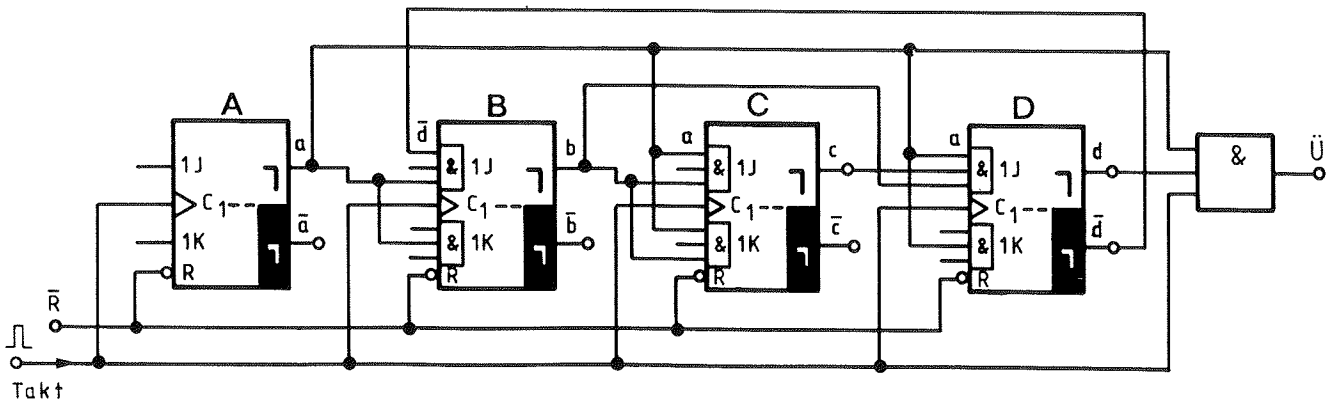 A B C D
a d̄ b a c a d & Ü
1J & 1J & 1J & 1J
C1 C1 C1 C1
ā b̄ c̄ d̄
1K & 1K & 1K & 1K
R R R R
R̄
Takt